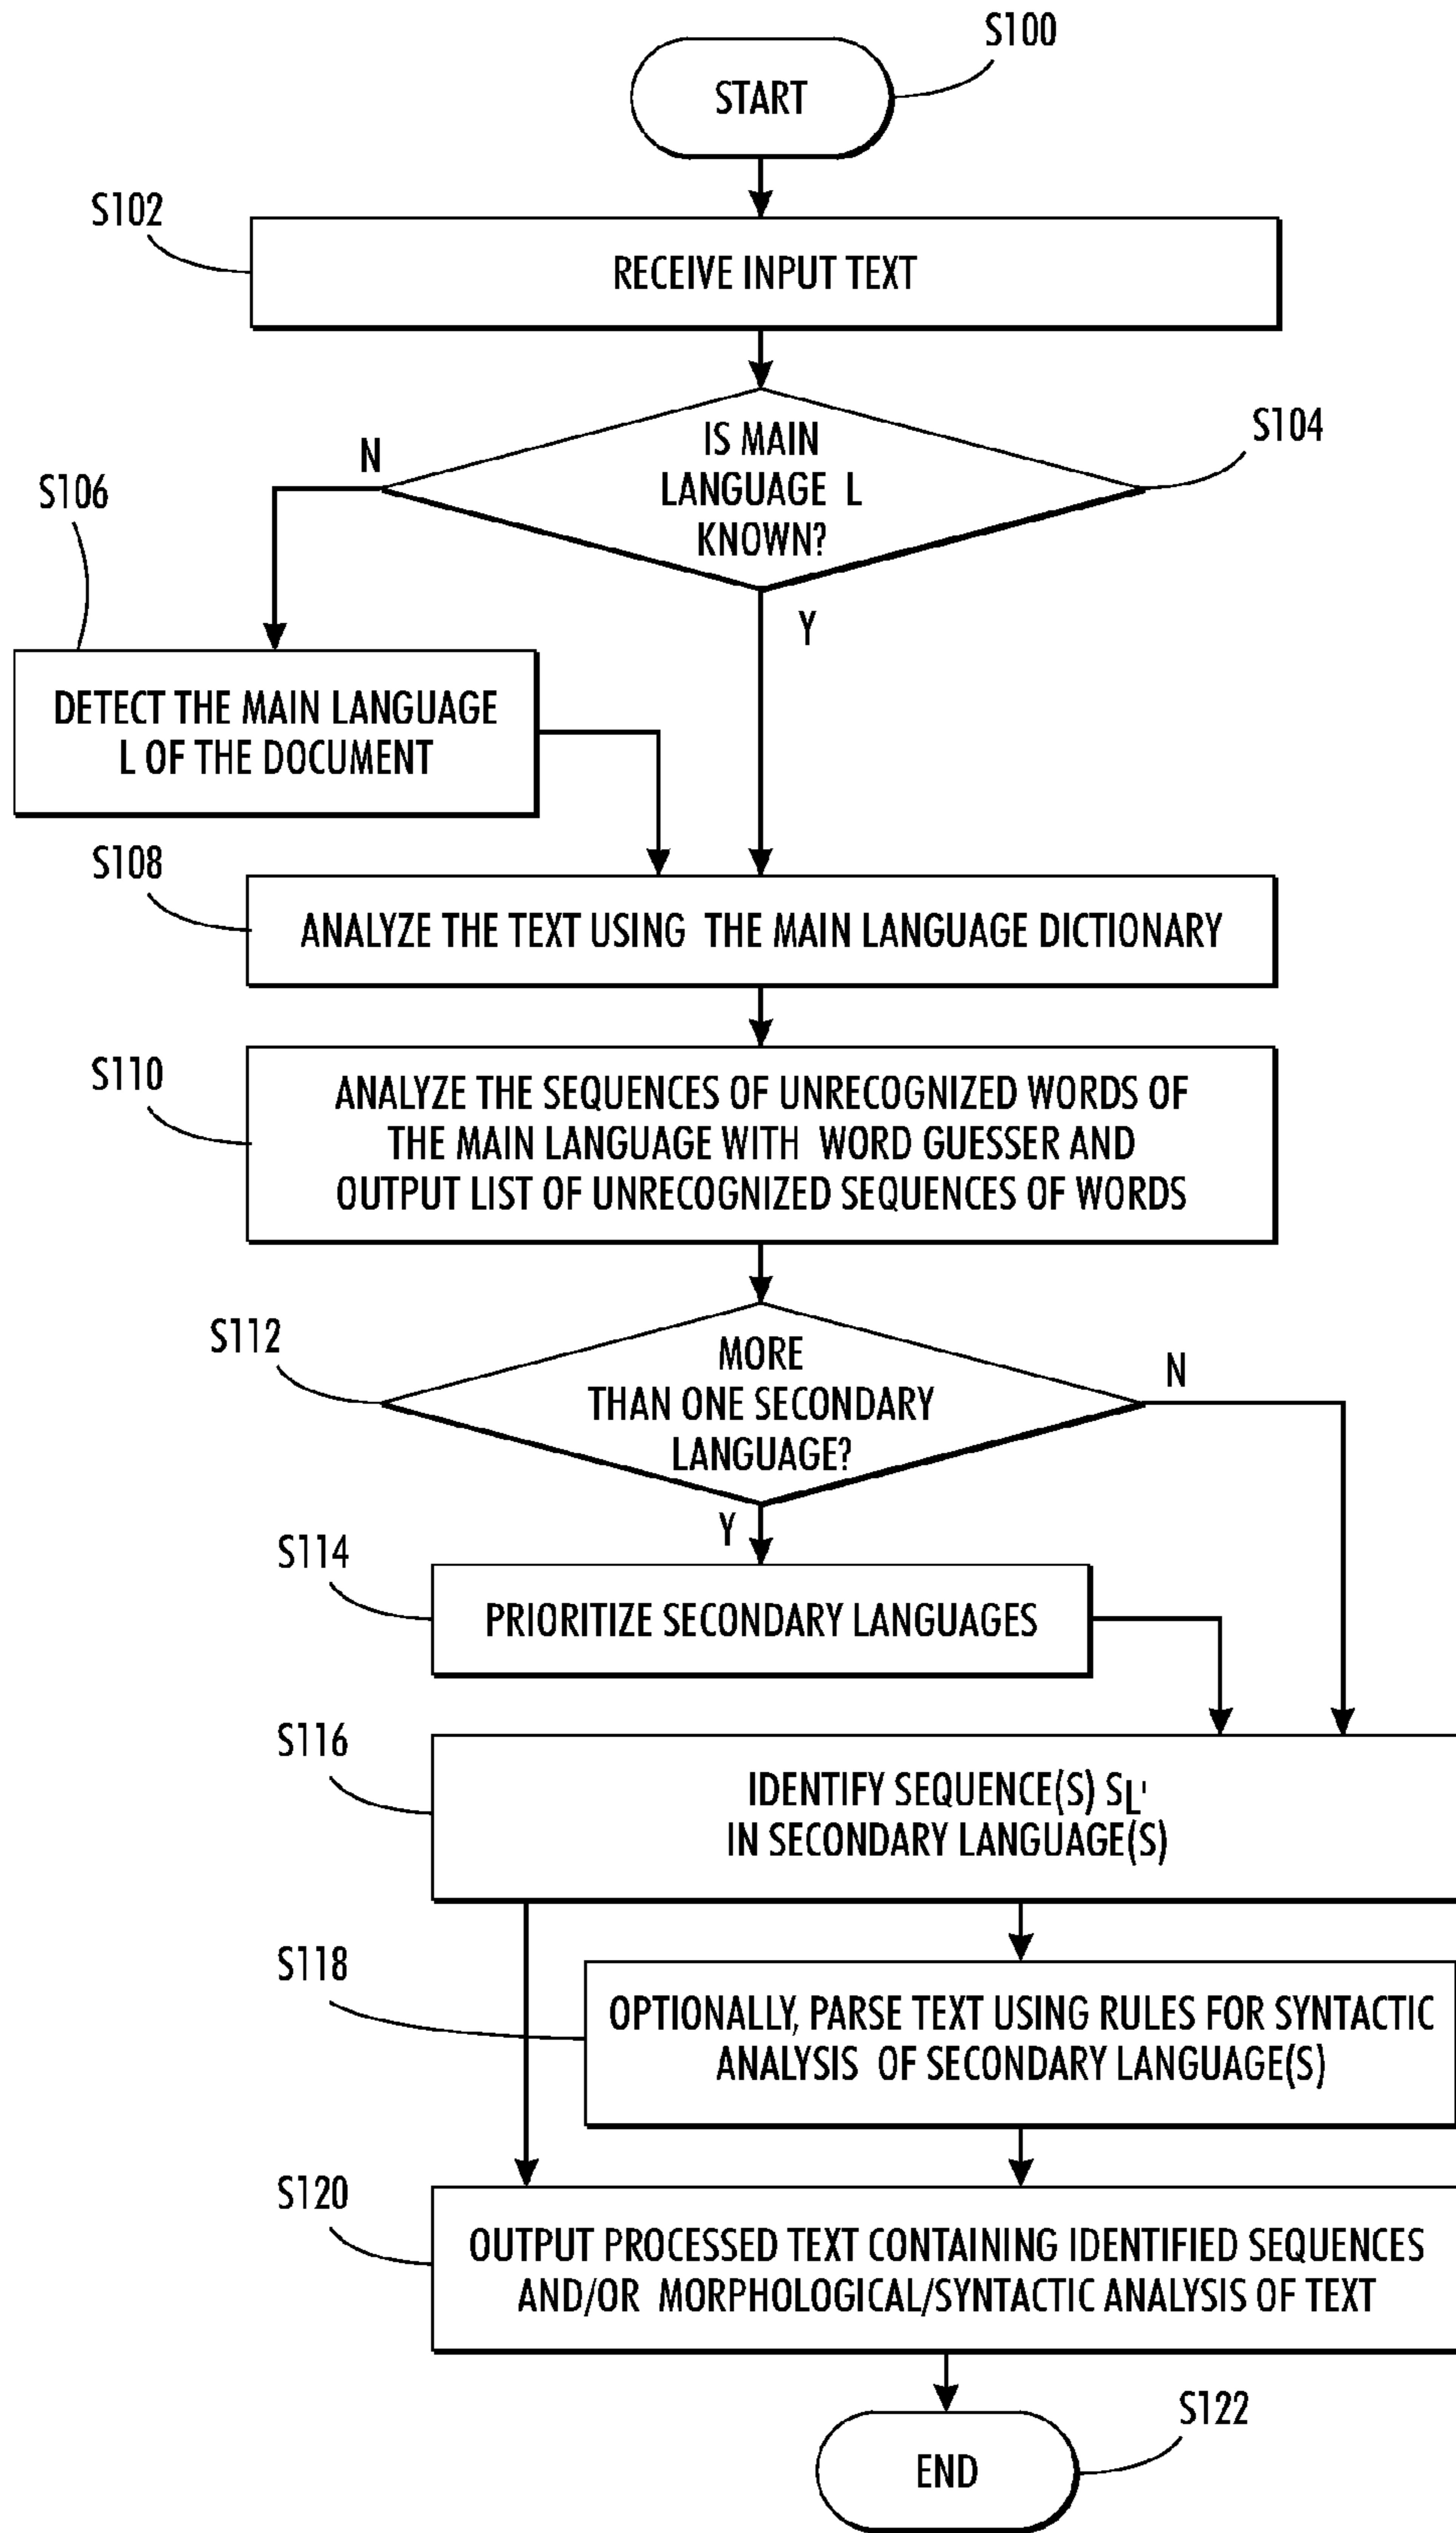 S100
START
S102
RECEIVE INPUT TEXT
S104
IS MAIN
LANGUAGE L
KNOWN?
N
Y
S106
DETECT THE MAIN LANGUAGE
L OF THE DOCUMENT
S108
ANALYZE THE TEXT USING THE MAIN LANGUAGE DICTIONARY
S110
ANALYZE THE SEQUENCES OF UNRECOGNIZED WORDS OF
THE MAIN LANGUAGE WITH WORD GUESSER AND
OUTPUT LIST OF UNRECOGNIZED SEQUENCES OF WORDS
S112
MORE
THAN ONE SECONDARY
LANGUAGE?
N
Y
S114
PRIORITIZE SECONDARY LANGUAGES
S116
IDENTIFY SEQUENCE(S) SL'
IN SECONDARY LANGUAGE(S)
S118
OPTIONALLY, PARSE TEXT USING RULES FOR SYNTACTIC
ANALYSIS OF SECONDARY LANGUAGE(S)
S120
OUTPUT PROCESSED TEXT CONTAINING IDENTIFIED SEQUENCES
AND/OR MORPHOLOGICAL/SYNTACTIC ANALYSIS OF TEXT
S122
END